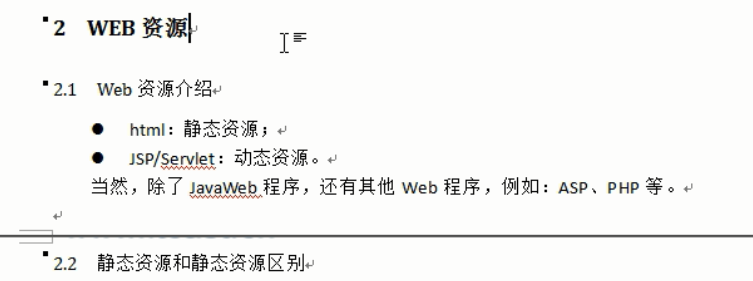 2 WEB 资源
2.1 Web 资源介绍
● html：静态资源；
● JSP/Servlet：动态资源。
当然，除了 JavaWeb 程序，还有其他 Web 程序，例如：ASP、PHP 等。
2.2 静态资源和静态资源区别